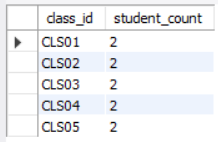 class_id student_count
CLS01 2
CLS02 2
CLS03 2
CLS04 2
CLS05 2